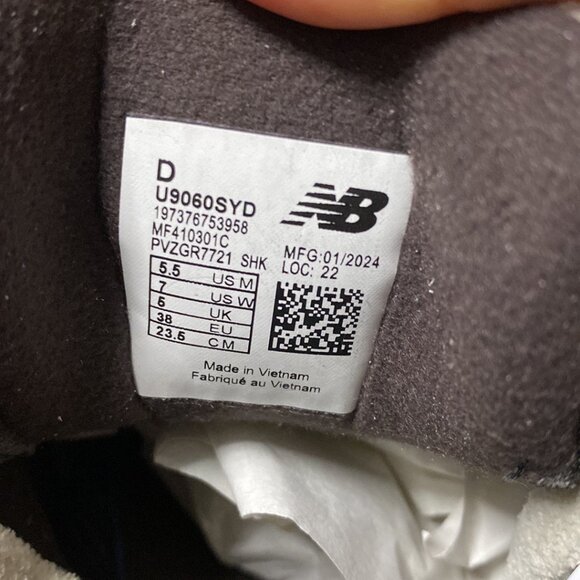 D
U9060SYD
197376753958
MF410301C
PVZGR7721 SHK
NB
MFG:01/2024
LOC: 22
5.5 US M
7 US W
5 UK
38 EU
23.5 CM
Made in Vietnam
Fabriqué au Vietnam